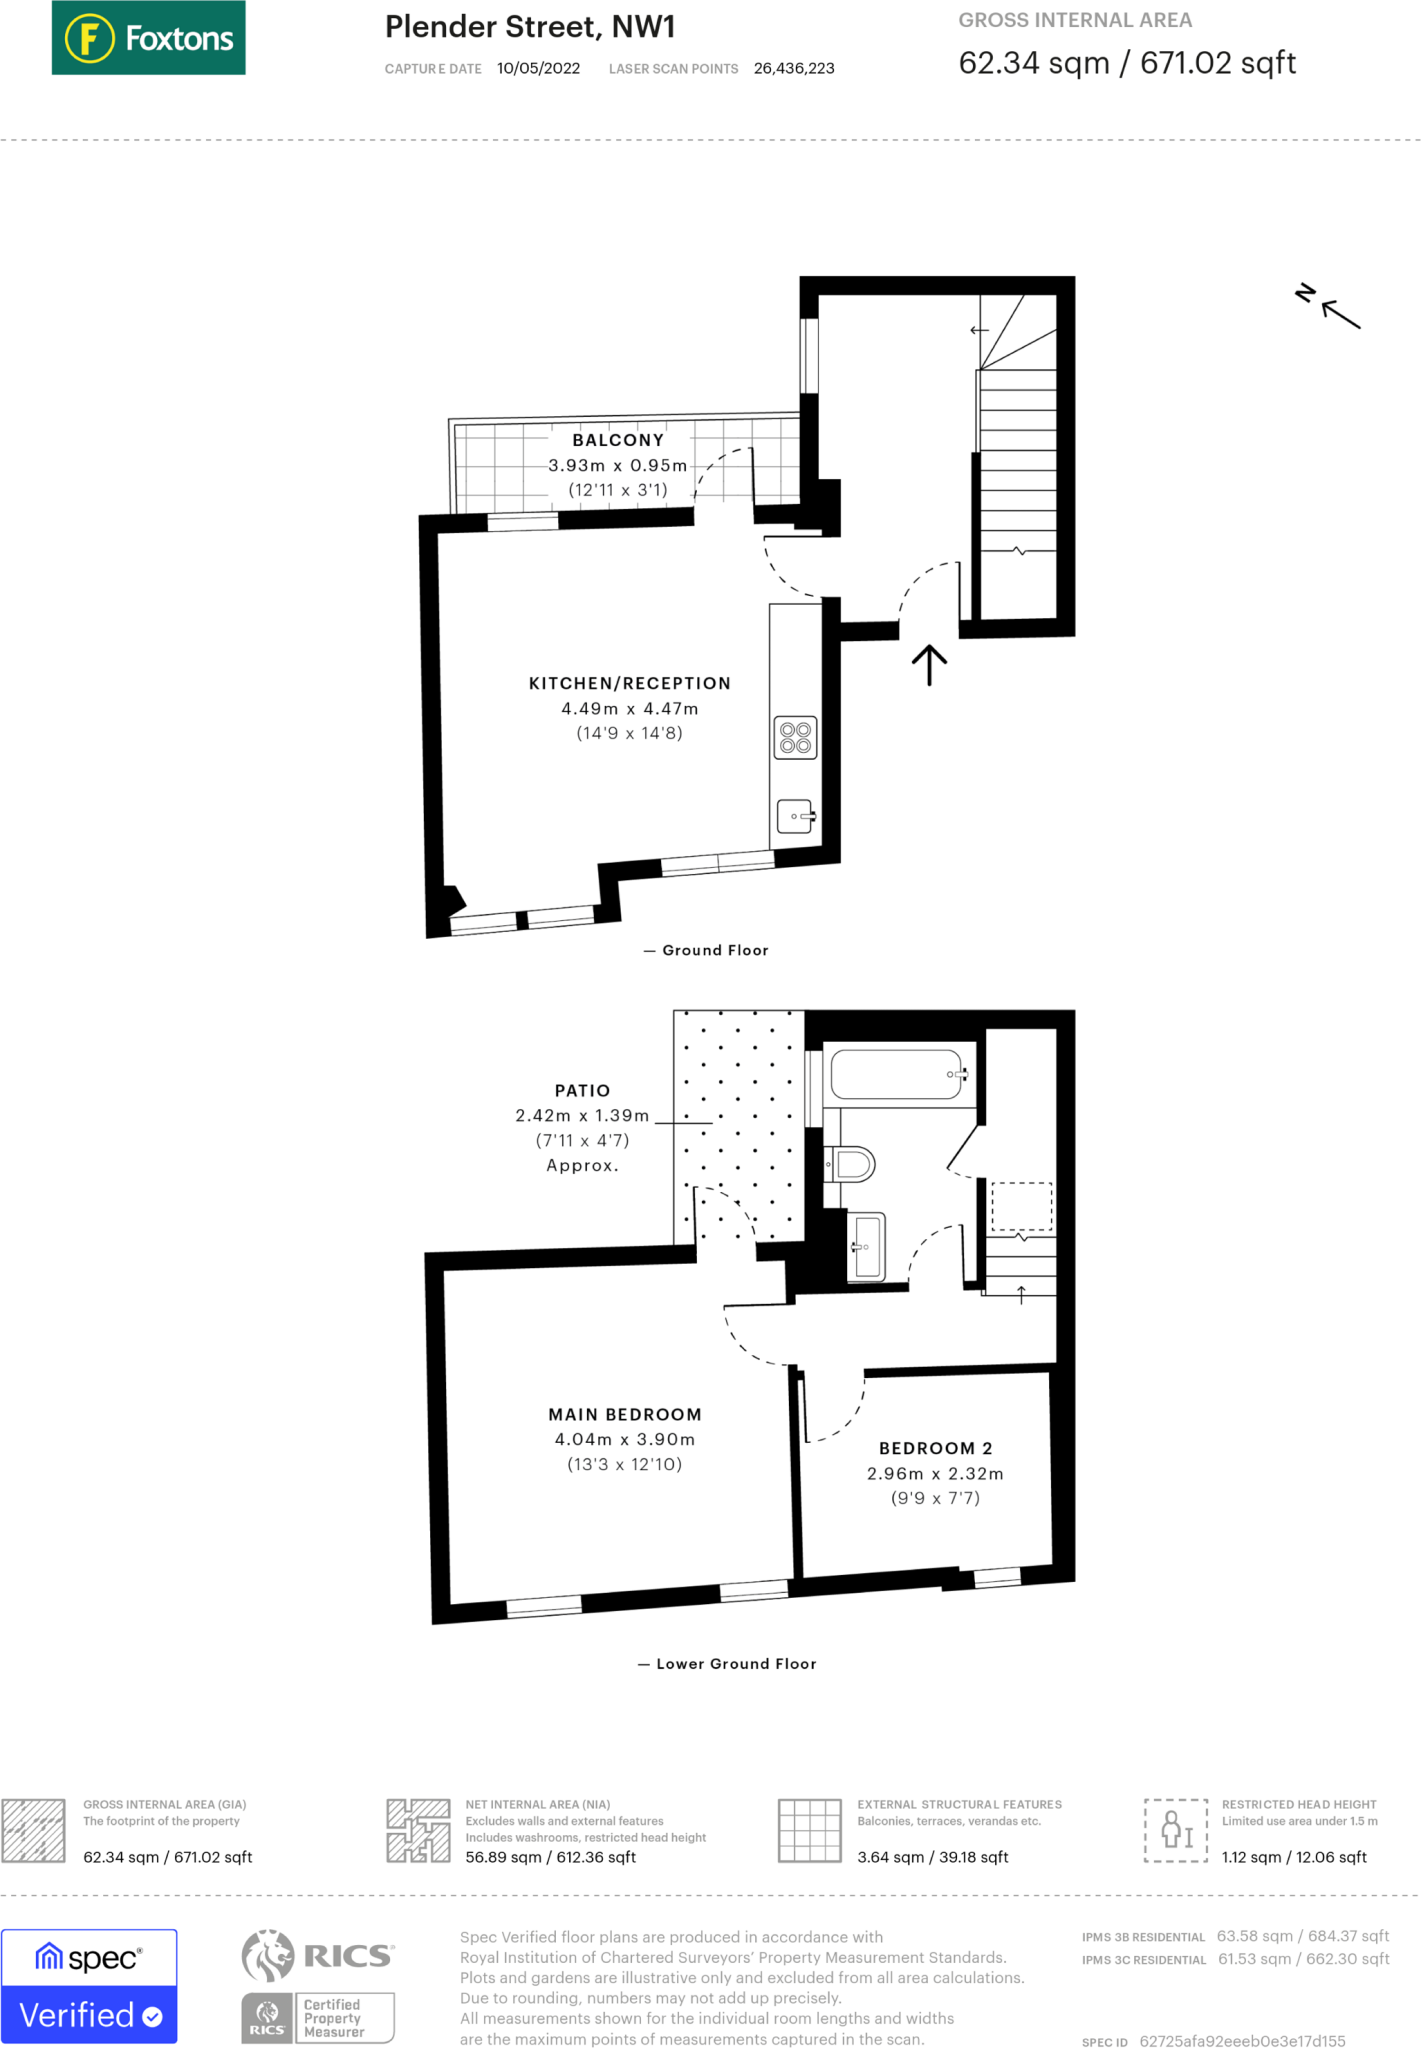 Foxtons
Plender Street, NW1
CAPTURE DATE 10/05/2022 LASER SCAN POINTS 26,436,223
GROSS INTERNAL AREA
62.34 sqm / 671.02 sqft
N
BALCONY
3.93m x 0.95m
(12'11 x 3'1)
KITCHEN/RECEPTION
4.49m x 4.47m
(14'9 x 14'8)
— Ground Floor
PATIO
2.42m x 1.39m
(7'11 x 4'7)
Approx.
MAIN BEDROOM
4.04m x 3.90m
(13'3 x 12'10)
BEDROOM 2
2.96m x 2.32m
(9'9 x 7'7)
— Lower Ground Floor
GROSS INTERNAL AREA (GIA)
The footprint of the property
62.34 sqm / 671.02 sqft
NET INTERNAL AREA (NIA)
Excludes walls and external features
Includes washrooms, restricted head height
56.89 sqm / 612.36 sqft
EXTERNAL STRUCTURAL FEATURES
Balconies, terraces, verandas etc.
3.64 sqm / 39.18 sqft
RESTRICTED HEAD HEIGHT
Limited use area under 1.5 m
1.12 sqm / 12.06 sqft
spec®
Verified
RICS®
RICS
Certified
Property
Measurer
Spec Verified floor plans are produced in accordance with
Royal Institution of Chartered Surveyors' Property Measurement Standards.
Plots and gardens are illustrative only and excluded from all area calculations.
Due to rounding, numbers may not add up precisely.
All measurements shown for the individual room lengths and widths
are the maximum points of measurements captured in the scan.
IPMS 3B RESIDENTIAL 63.58 sqm / 684.37 sqft
IPMS 3C RESIDENTIAL 61.53 sqm / 662.30 sqft
SPEC ID 62725afa92eeeb0e3e17d155